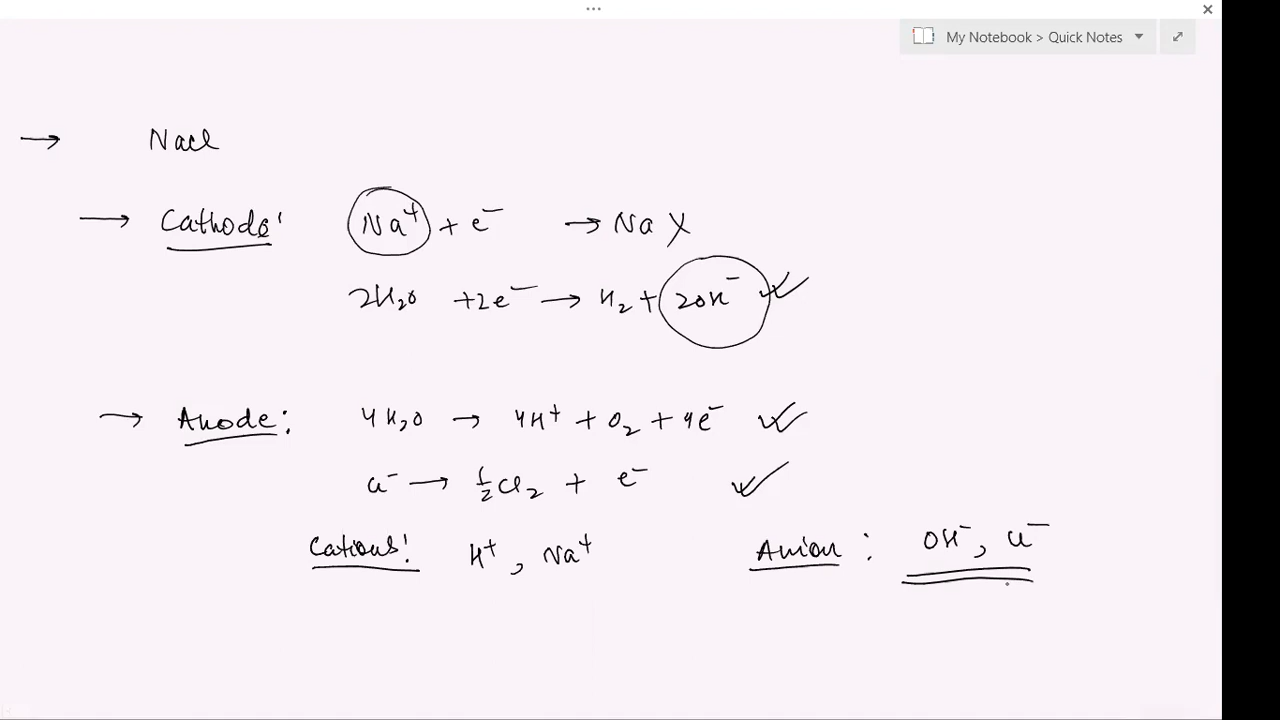 My Notebook > Quick Notes
→ Nacl
→ Cathode: Na⁺ + e⁻ → Na X
2H₂O + 2e⁻ → H₂ + 2OH⁻ ✓
→ Anode: 4H₂O → 4H⁺ + O₂ + 4e⁻ ✓
Cl⁻ → ½Cl₂ + e⁻ ✓
Cations: H⁺, Na⁺ Anion: OH⁻, Cl⁻